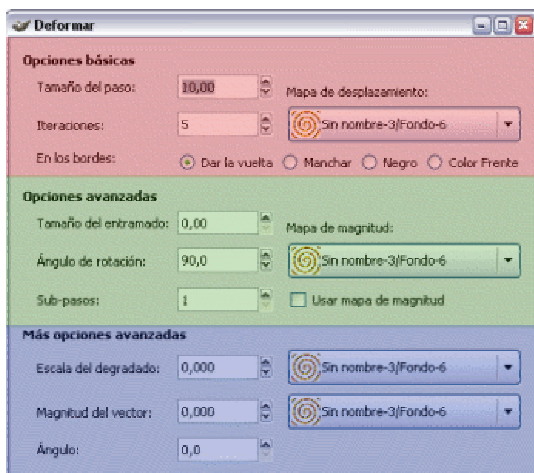 Deformar
Opciones básicas
Tamaño del paso: 10,00 Mapa de desplazamiento:
Iteraciones: 5 Sin nombre-3/Fondo-6
En los bordes: Dar la vuelta Manchar Negro Color Frente
Opciones avanzadas
Tamaño del entramado: 0,00 Mapa de magnitud:
Ángulo de rotación: 90,0 Sin nombre-3/Fondo-6
Sub-pasos: 1 Usar mapa de magnitud
Más opciones avanzadas
Escala del degradado: 0,000 Sin nombre-3/Fondo-6
Magnitud del vector: 0,000 Sin nombre-3/Fondo-6
Ángulo: 0,0